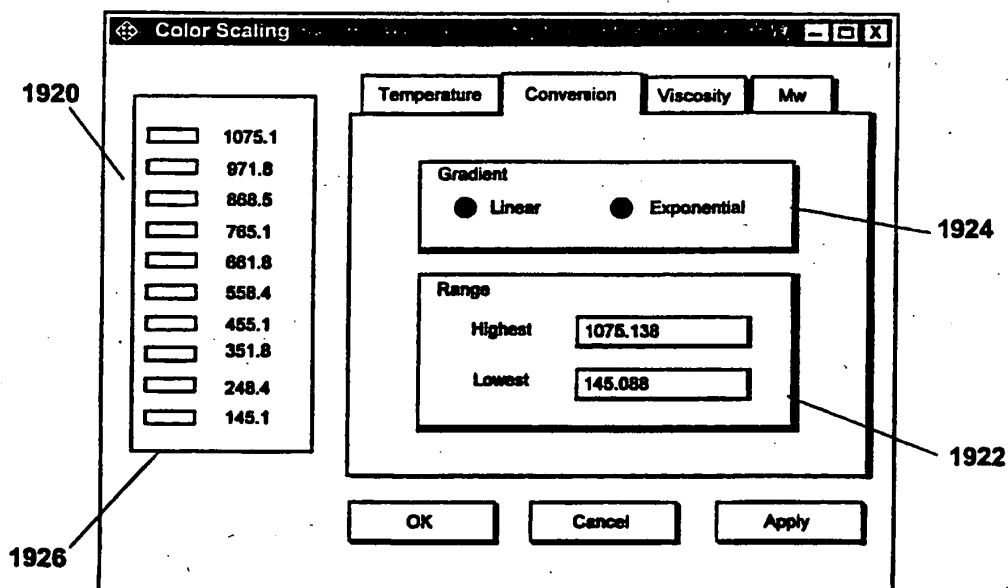 Color Scaling
1920
Temperature Conversion Viscosity Mw
1075.1
971.8
868.5
765.1
661.8
558.4
455.1
351.8
248.4
145.1
Gradient
Linear Exponential
1924
Range
Highest 1075.138
Lowest 145.088
1922
OK Cancel Apply
1926